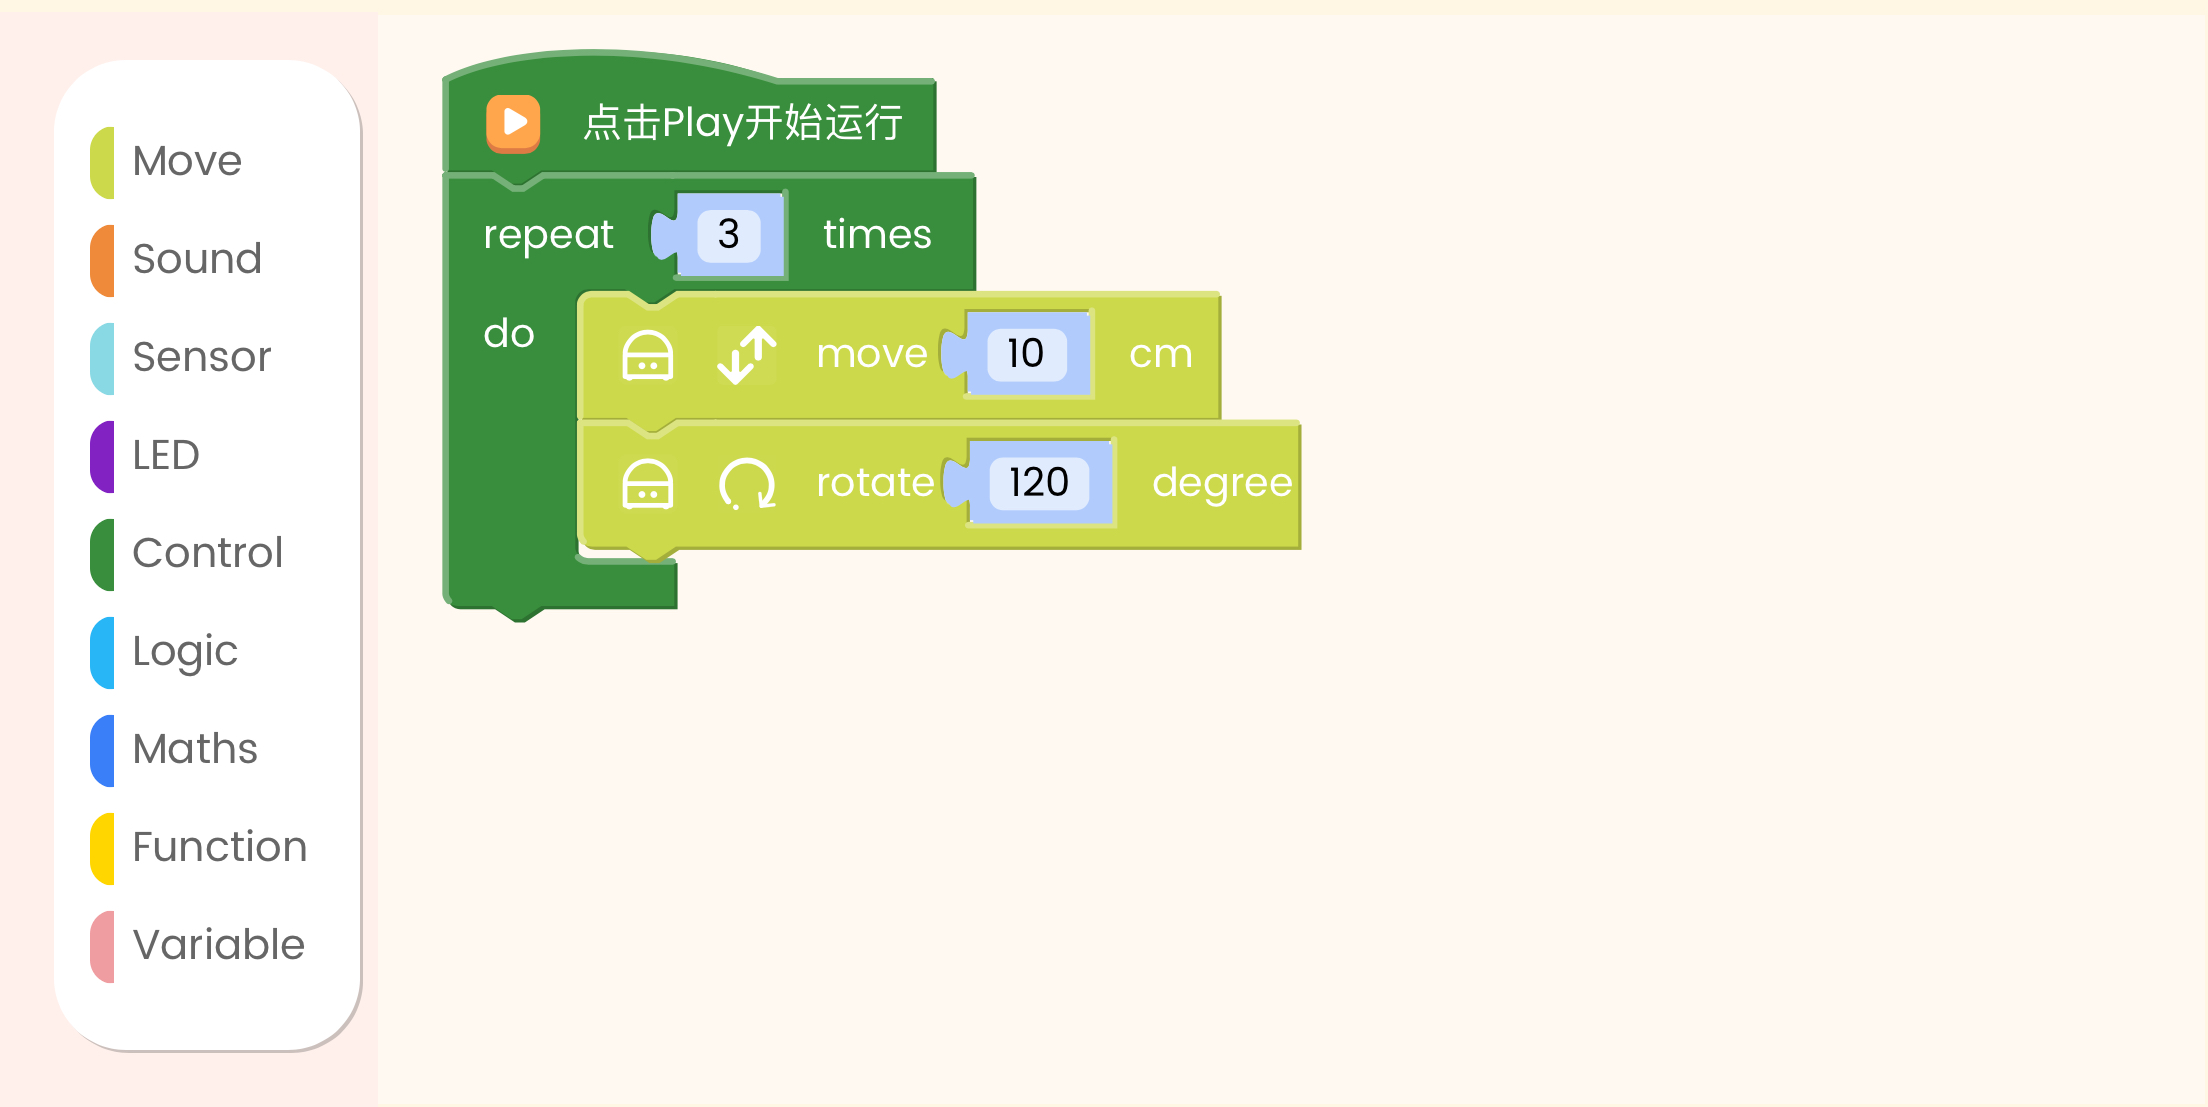 Move
Sound
Sensor
LED
Control
Logic
Maths
Function
Variable
点击Play开始运行
repeat 3 times
do
move 10 cm
rotate 120 degree